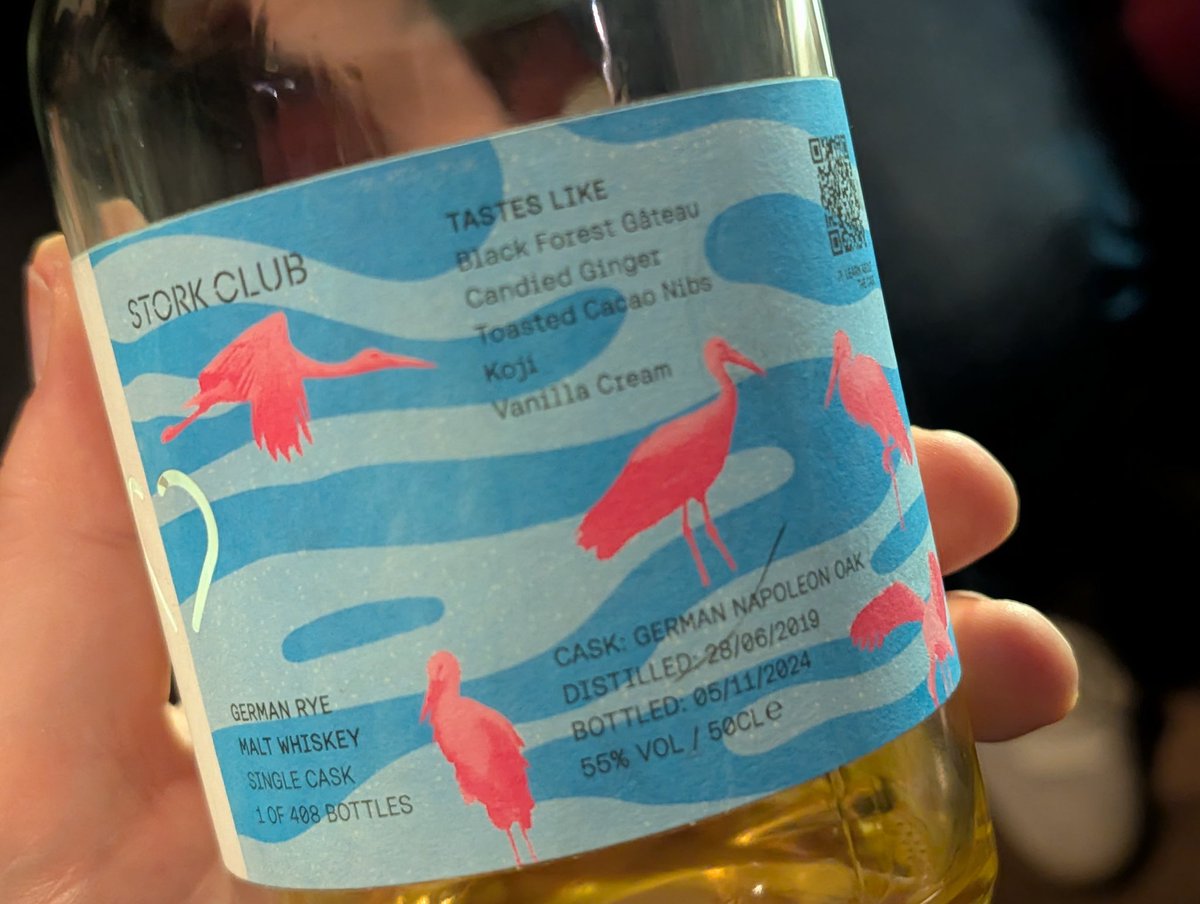 STORK CLUB
TASTES LIKE
Black Forest Gâteau
Candied Ginger
Toasted Cacao Nibs
Koji
Vanilla Cream
GERMAN RYE
MALT WHISKEY
SINGLE CASK
1 OF 408 BOTTLES
CASK: GERMAN NAPOLEON OAK
DISTILLED: 28/06/2019
BOTTLED: 05/11/2024
55% VOL / 50CL e